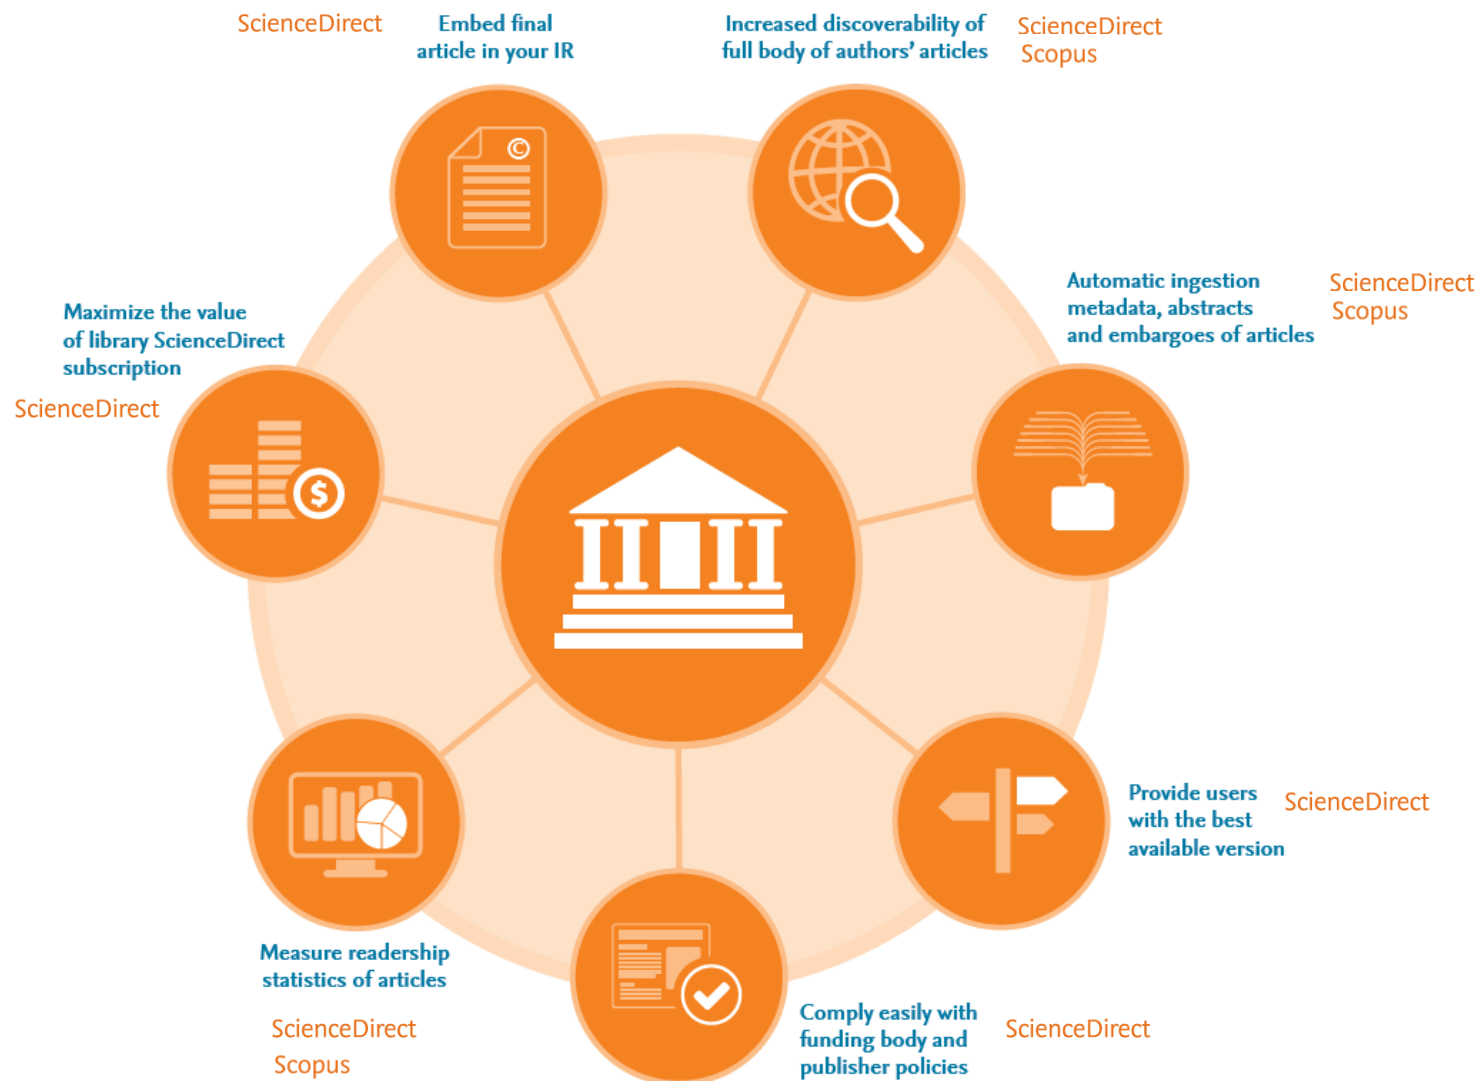 ScienceDirect
Embed final
article in your IR
Increased discoverability of
full body of authors’ articles
ScienceDirect
Scopus
©
Automatic ingestion
metadata, abstracts
and embargoes of articles
ScienceDirect
Scopus
Maximize the value
of library ScienceDirect
subscription
ScienceDirect
$
Provide users
with the best
available version
ScienceDirect
Measure readership
statistics of articles
ScienceDirect
Scopus
Comply easily with
funding body and
publisher policies
ScienceDirect